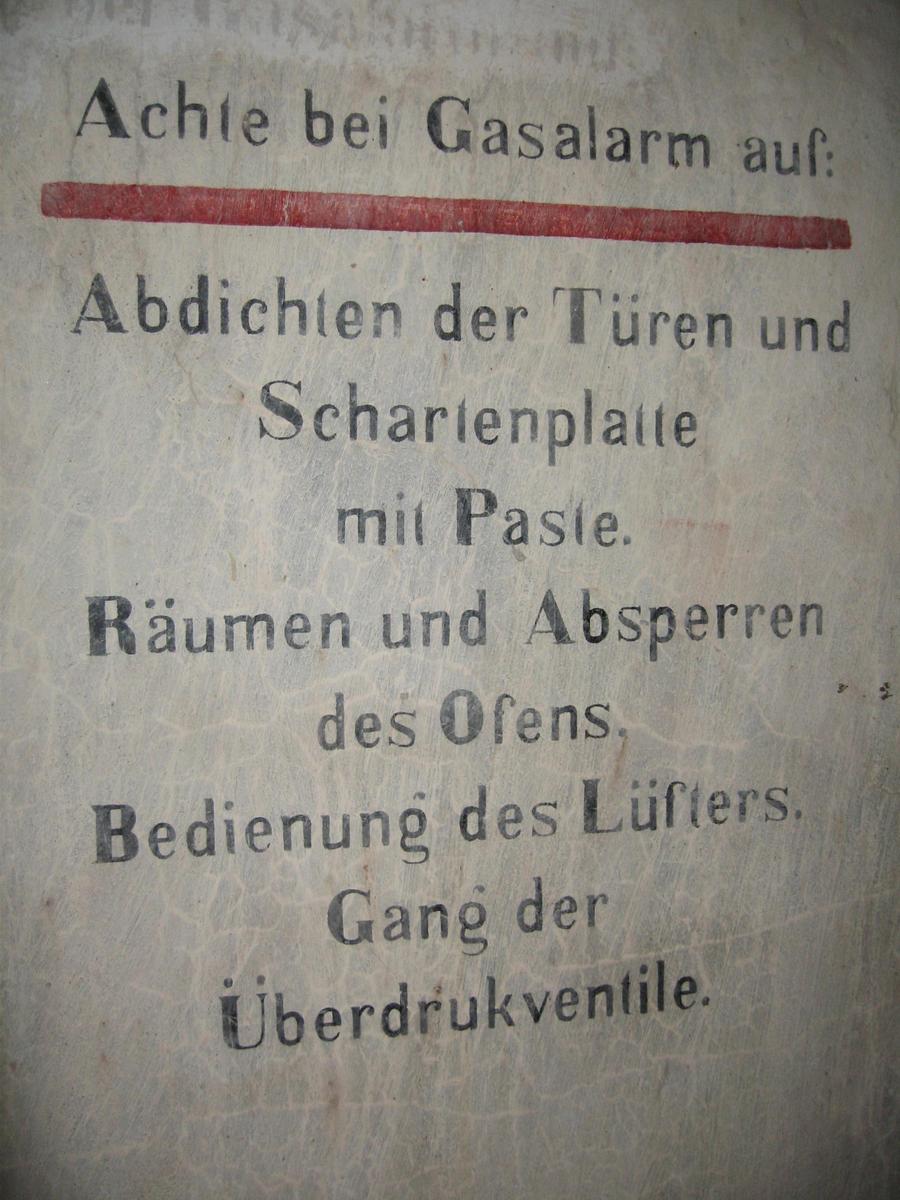 Achte bei Gasalarm auf:
Abdichten der Türen und
Schartenplatte
mit Paste.
Räumen und Absperren
des Ofens.
Bedienung des Lüfters.
Gang der
Überdrukventile.